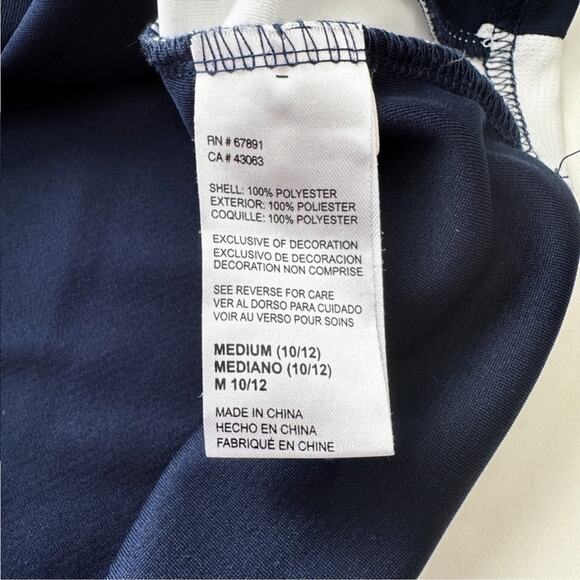 RN # 67891
CA # 43063
SHELL: 100% POLYESTER
EXTERIOR: 100% POLIESTER
COQUILLE: 100% POLYESTER
EXCLUSIVE OF DECORATION
EXCLUSIVO DE DECORACION
DECORATION NON COMPRISE
SEE REVERSE FOR CARE
VER AL DORSO PARA CUIDADO
VOIR AU VERSO POUR SOINS
MEDIUM (10/12)
MEDIANO (10/12)
M 10/12
MADE IN CHINA
HECHO EN CHINA
FABRIQUÉ EN CHINE